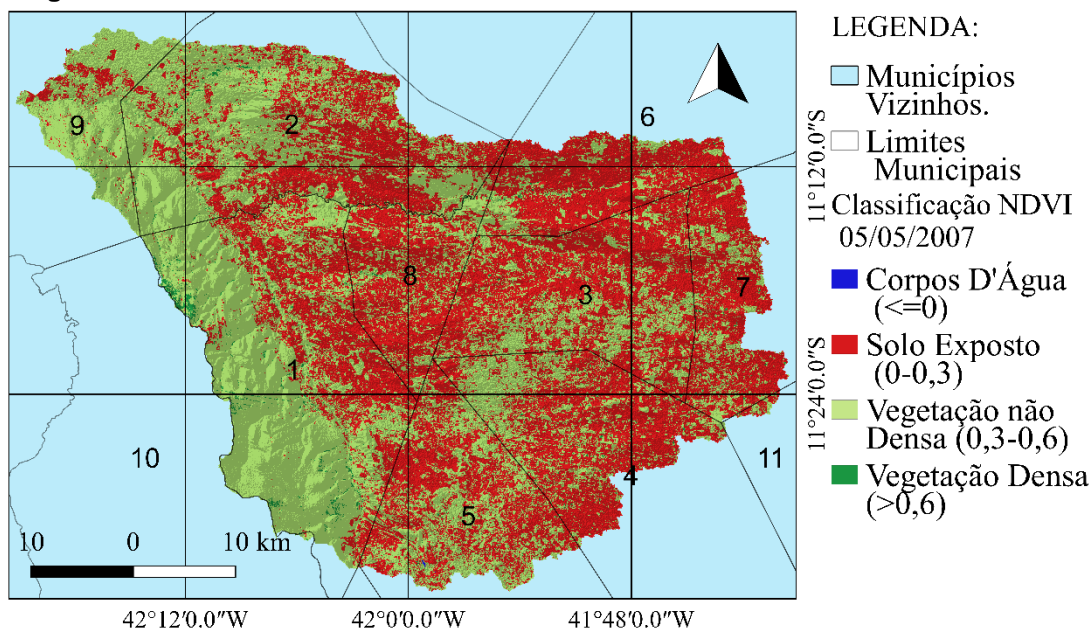 LEGENDA:
Municípios
Vizinhos.
Limites
Municipais
Classificação NDVI
05/05/2007
Corpos D'Água
(<=0)
Solo Exposto
(0-0,3)
Vegetação não
Densa (0,3-0,6)
Vegetação Densa
(>0,6)
9
2
6
8
3
7
1
10
11
4
5
10 0 10 km
11°12'0.0"S
11°24'0.0"S
42°12'0.0"W 42°0'0.0"W 41°48'0.0"W